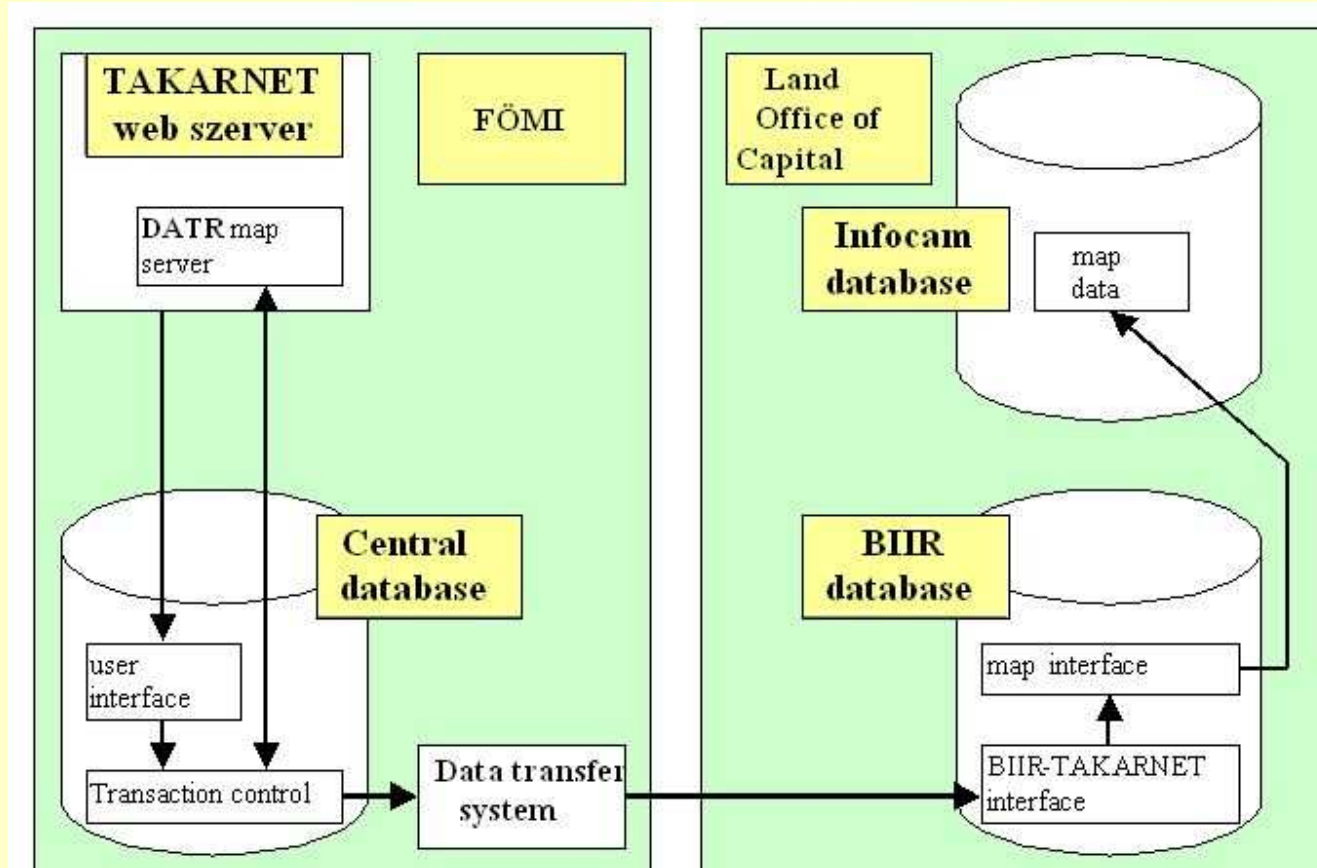 TAKARNET
web szerver
FÖMI
DATR map
server
Central
database
user
interface
Transaction control
Data transfer
system
Land
Office of
Capital
Infocam
database
map
data
BIIR
database
map interface
BIIR-TAKARNET
interface